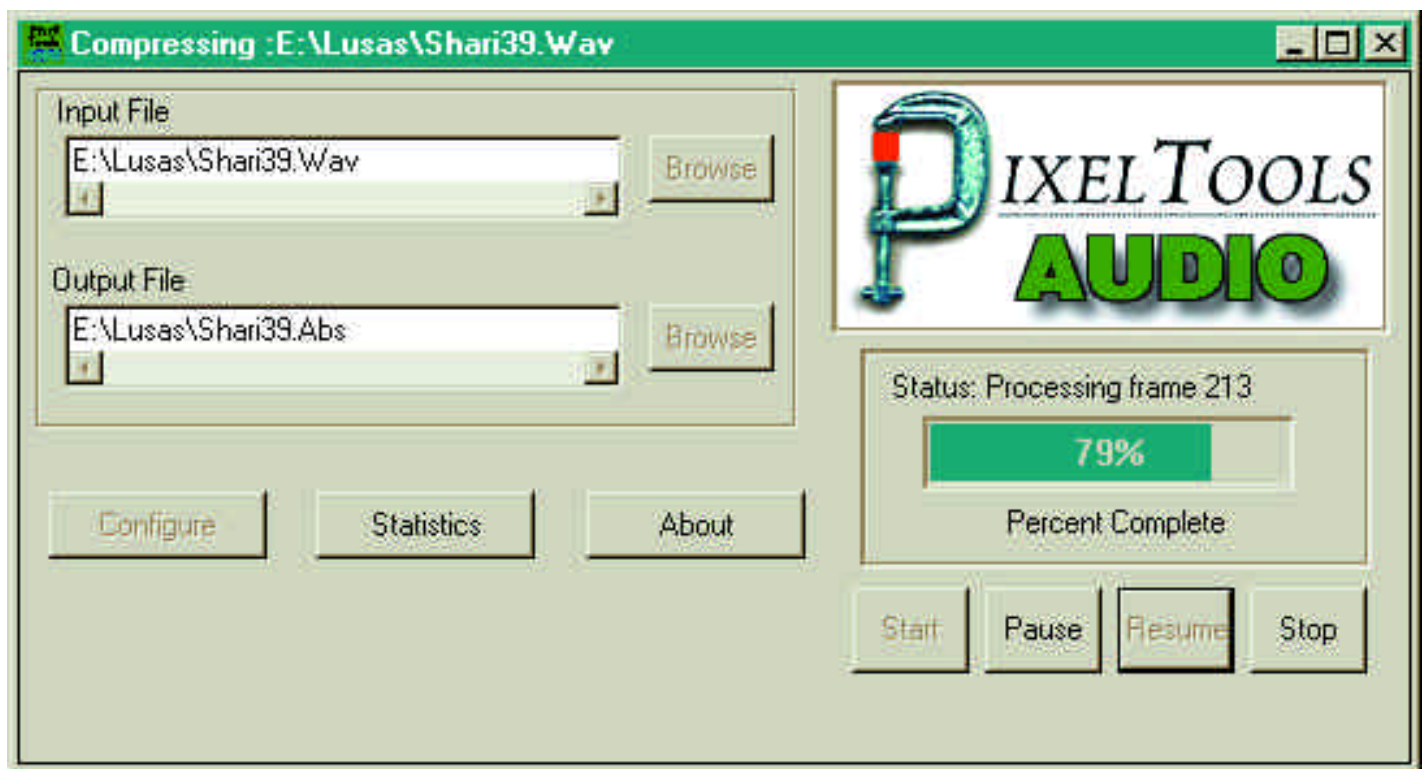 Compressing :E:\Lusas\Shari39.Wav
Input File
E:\Lusas\Shari39.Wav
Browse
Output File
E:\Lusas\Shari39.Abs
Browse
PIXELTOOLS
AUDIO
Status: Processing frame 213
79%
Percent Complete
Configure
Statistics
About
Start
Pause
Resume
Stop